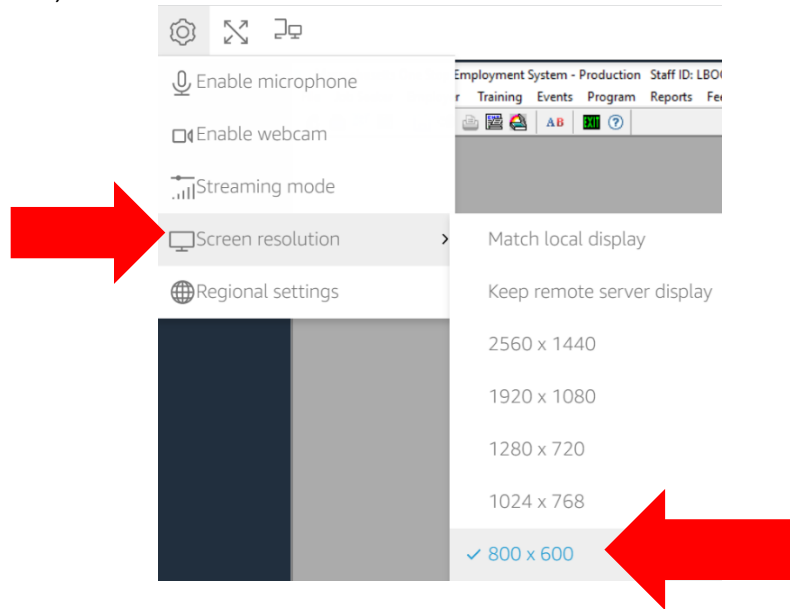 Enable microphone
Employment System - Production Staff ID:
Training Events Program Reports
AB EXIT ?
Enable webcam
Streaming mode
Screen resolution >
Match local display
Regional settings
Keep remote server display
2560 x 1440
1920 x 1080
1280 x 720
1024 x 768
800 x 600